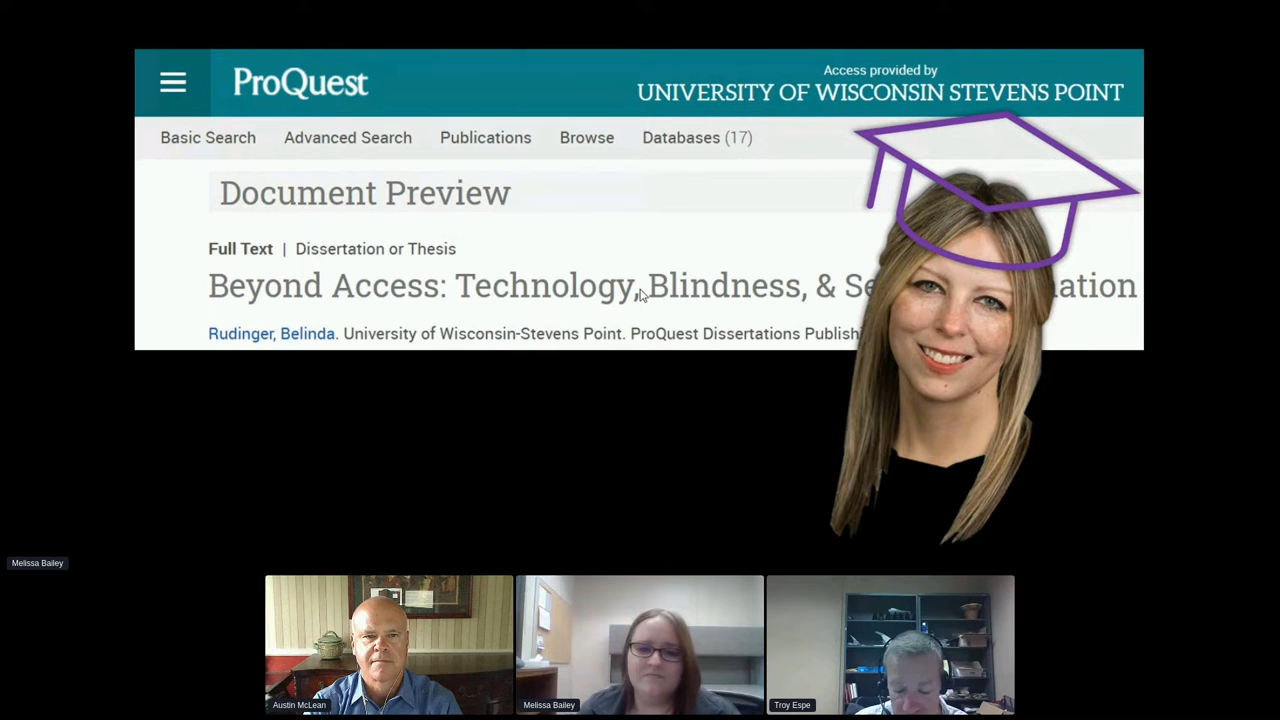 ProQuest
Access provided by
UNIVERSITY OF WISCONSIN STEVENS POINT
Basic Search Advanced Search Publications Browse Databases (17)
Document Preview
Full Text | Dissertation or Thesis
Beyond Access: Technology, Blindness, & Se ation
Rudinger, Belinda. University of Wisconsin-Stevens Point. ProQuest Dissertations Publishi
Melissa Bailey
Austin McLean
Melissa Bailey
Troy Espe